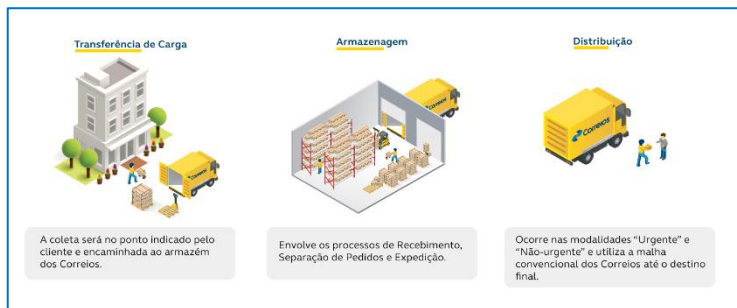 Transferência de Carga
Armazenagem
Distribuição
Correios
Correios
A coleta será no ponto indicado pelo
cliente e encaminhada ao armazém
dos Correios.
Envolve os processos de Recebimento,
Separação de Pedidos e Expedição.
Ocorre nas modalidades “Urgente” e
“Não-urgente” e utiliza a malha
convencional dos Correios até o destino
final.